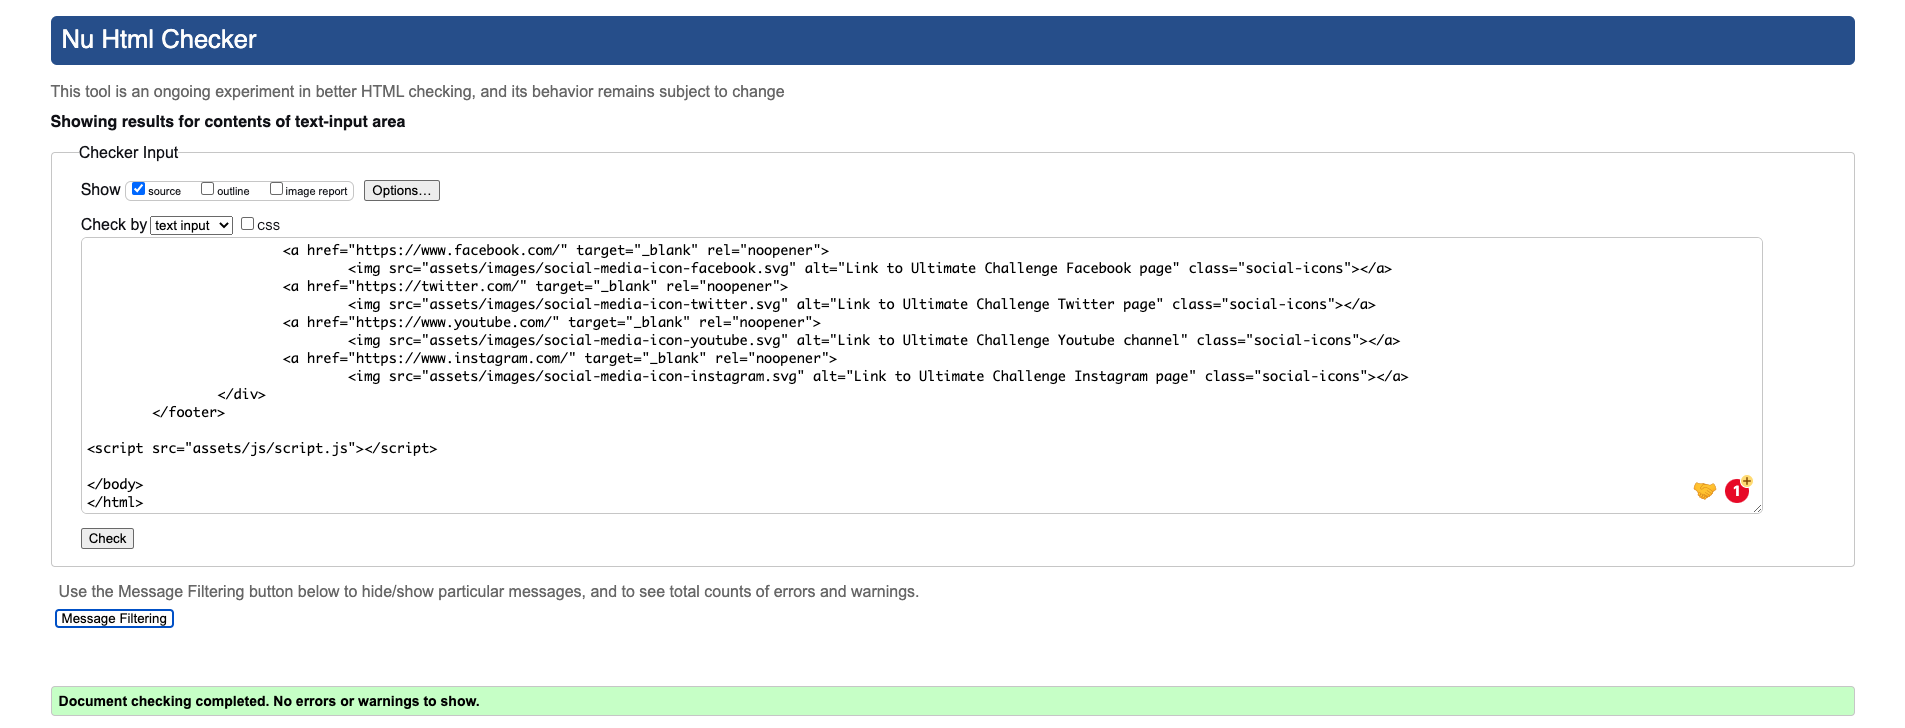 Nu Html Checker
This tool is an ongoing experiment in better HTML checking, and its behavior remains subject to change
Showing results for contents of text-input area
Checker Input
Show source outline image report Options...
Check by text input css
<a href="https://www.facebook.com/" target="_blank" rel="noopener">
<img src="assets/images/social-media-icon-facebook.svg" alt="Link to Ultimate Challenge Facebook page" class="social-icons"></a>
<a href="https://twitter.com/" target="_blank" rel="noopener">
<img src="assets/images/social-media-icon-twitter.svg" alt="Link to Ultimate Challenge Twitter page" class="social-icons"></a>
<a href="https://www.youtube.com/" target="_blank" rel="noopener">
<img src="assets/images/social-media-icon-youtube.svg" alt="Link to Ultimate Challenge Youtube channel" class="social-icons"></a>
<a href="https://www.instagram.com/" target="_blank" rel="noopener">
<img src="assets/images/social-media-icon-instagram.svg" alt="Link to Ultimate Challenge Instagram page" class="social-icons"></a>
</div>
</footer>
<script src="assets/js/script.js"></script>
</body>
</html>
1
+
Check
Use the Message Filtering button below to hide/show particular messages, and to see total counts of errors and warnings.
Message Filtering
Document checking completed. No errors or warnings to show.